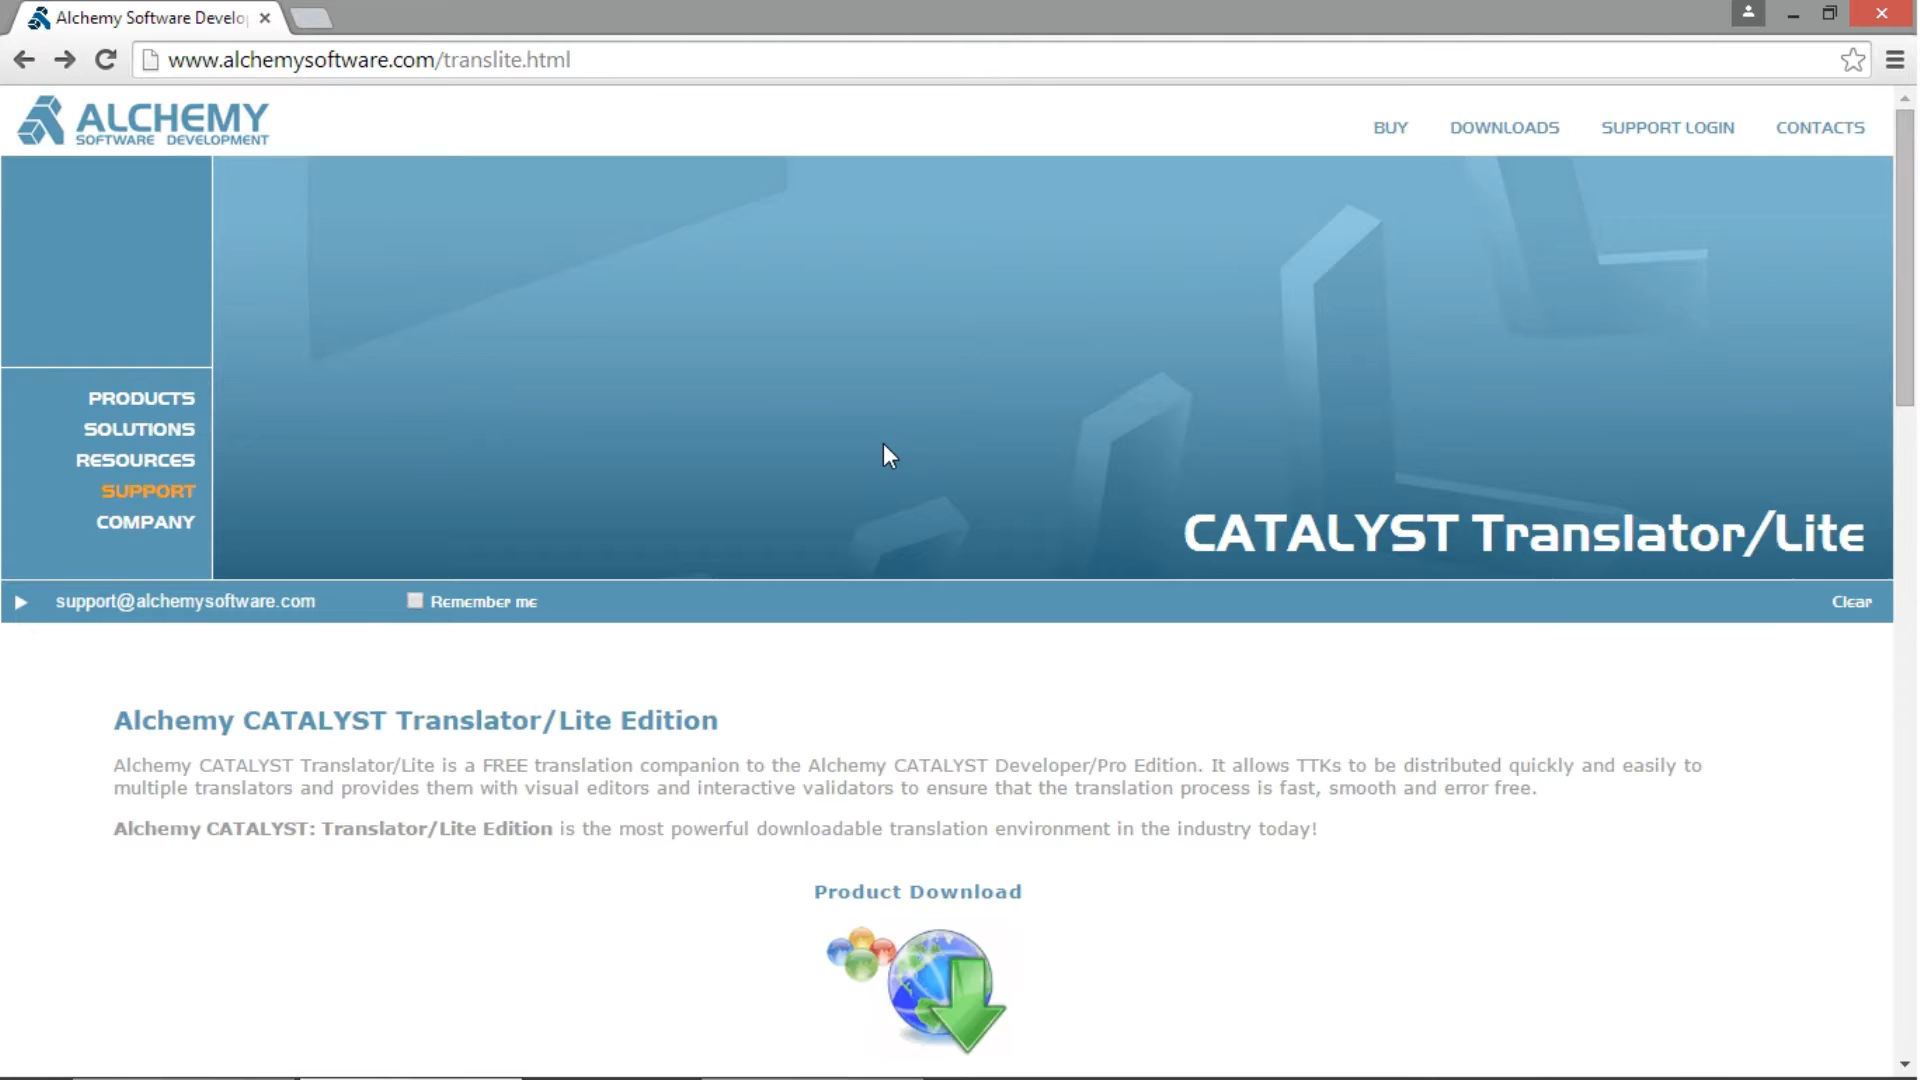 Alchemy Software Develo
www.alchemysoftware.com/translite.html
ALCHEMY
SOFTWARE DEVELOPMENT
BUY DOWNLOADS SUPPORT LOGIN CONTACTS
PRODUCTS
SOLUTIONS
RESOURCES
SUPPORT
COMPANY
CATALYST Translator/Lite
support@alchemysoftware.com Remember me Clear
Alchemy CATALYST Translator/Lite Edition
Alchemy CATALYST Translator/Lite is a FREE translation companion to the Alchemy CATALYST Developer/Pro Edition. It allows TTKs to be distributed quickly and easily to
multiple translators and provides them with visual editors and interactive validators to ensure that the translation process is fast, smooth and error free.
Alchemy CATALYST: Translator/Lite Edition is the most powerful downloadable translation environment in the industry today!
Product Download